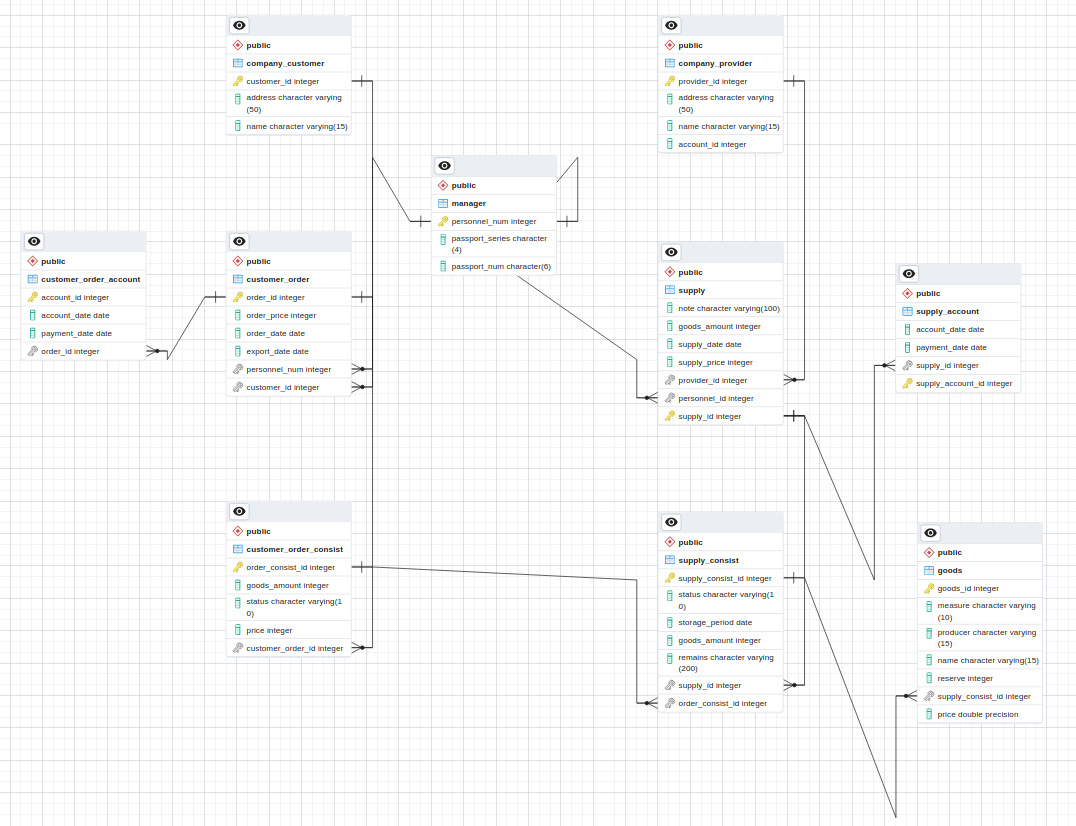 public
company_customer
customer_id integer
address character varying
(50)
name character varying(15)
public
company_provider
provider_id integer
address character varying
(50)
name character varying(15)
account_id integer
public
manager
personnel_num integer
passport_series character
(4)
passport_num character(6)
public
customer_order_account
account_id integer
account_date date
payment_date date
order_id integer
public
customer_order
order_id integer
order_price integer
order_date date
export_date date
personnel_num integer
customer_id integer
public
supply
note character varying(100)
goods_amount integer
supply_date date
supply_price integer
provider_id integer
personnel_id integer
supply_id integer
public
supply_account
account_date date
payment_date date
supply_id integer
supply_account_id integer
public
customer_order_consist
order_consist_id integer
goods_amount integer
status character varying(1
0)
price integer
customer_order_id integer
public
supply_consist
supply_consist_id integer
status character varying(1
0)
storage_period date
goods_amount integer
remains character varying
(200)
supply_id integer
order_consist_id integer
public
goods
goods_id integer
measure character varying
(10)
producer character varying
(15)
name character varying(15)
reserve integer
supply_consist_id integer
price double precision